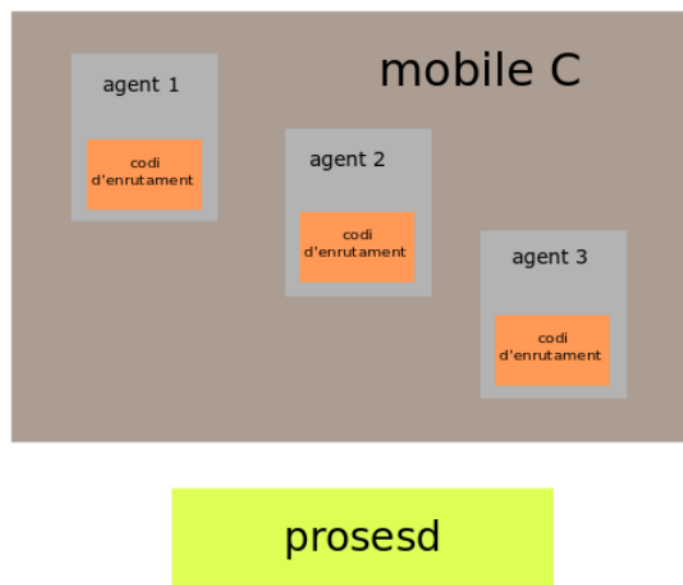 mobile C
agent 1
codi
d'enrutament
agent 2
codi
d'enrutament
agent 3
codi
d'enrutament
prosesd